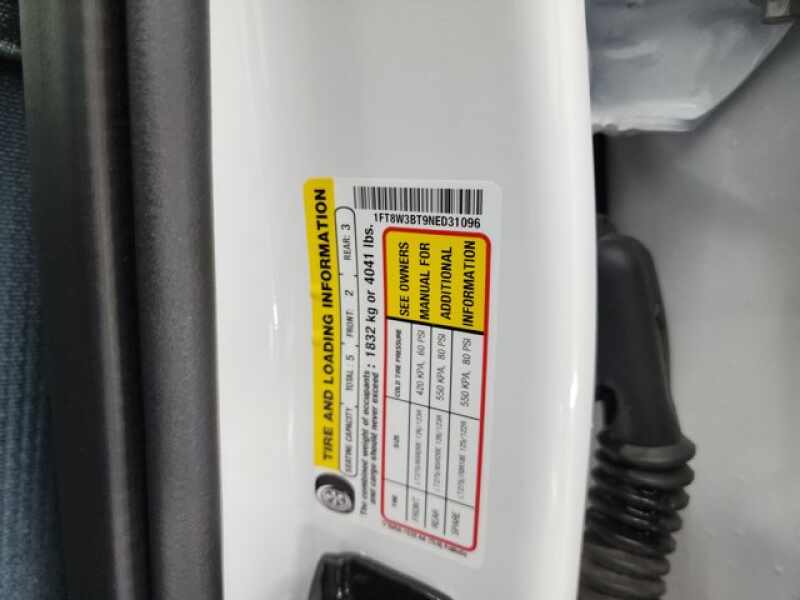 1FT8W3BT9NED31096
TIRE AND LOADING INFORMATION
SEATING CAPACITY TOTAL: 5 FRONT: 2 REAR: 3
The combined weight of occupants and cargo should never exceed : 1832 kg or 4041 lbs.
TIRE SIZE COLD TIRE PRESSURE
FRONT 420 KPA, 60 PSI
REAR 550 KPA, 80 PSI
SPARE 550 KPA, 80 PSI
SEE OWNERS
MANUAL FOR
ADDITIONAL
INFORMATION